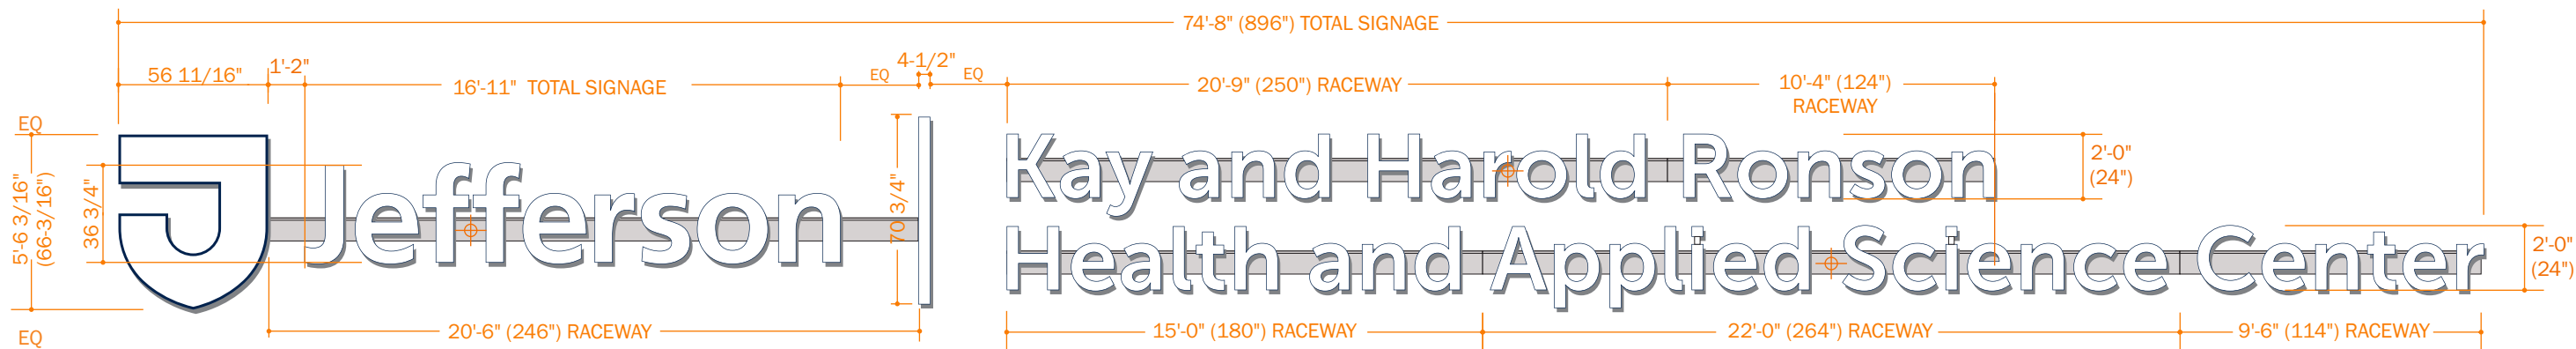 74'-8" (896") TOTAL SIGNAGE
56 11/16"
1'-2"
16'-11" TOTAL SIGNAGE
EQ
4-1/2"
EQ
20'-9" (250") RACEWAY
10'-4" (124")
RACEWAY
EQ
5'-6 3/16"
(66-3/16")
36 3/4"
Jefferson
70 3/4"
Kay and Harold Ronson
2'-0"
(24")
Health and Applied Science Center
2'-0"
(24")
EQ
20'-6" (246") RACEWAY
15'-0" (180") RACEWAY
22'-0" (264") RACEWAY
9'-6" (114") RACEWAY